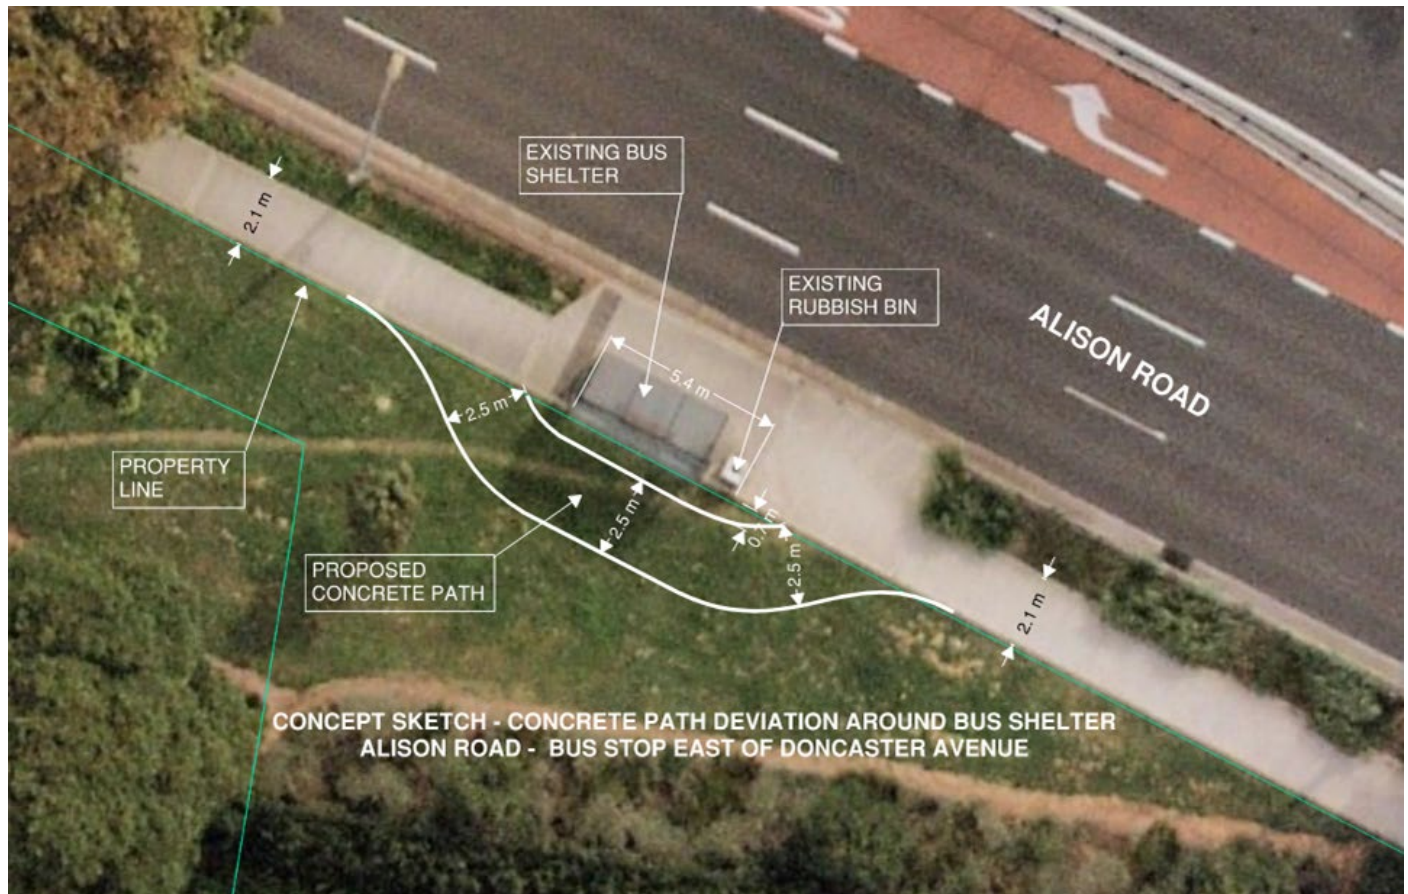 EXISTING BUS
SHELTER
2.1 m
EXISTING
RUBBISH BIN
ALISON ROAD
5.4 m
2.5 m
PROPERTY
LINE
2.5 m
2.5 m
PROPOSED
CONCRETE PATH
2.1 m
CONCEPT SKETCH - CONCRETE PATH DEVIATION AROUND BUS SHELTER
ALISON ROAD - BUS STOP EAST OF DONCASTER AVENUE